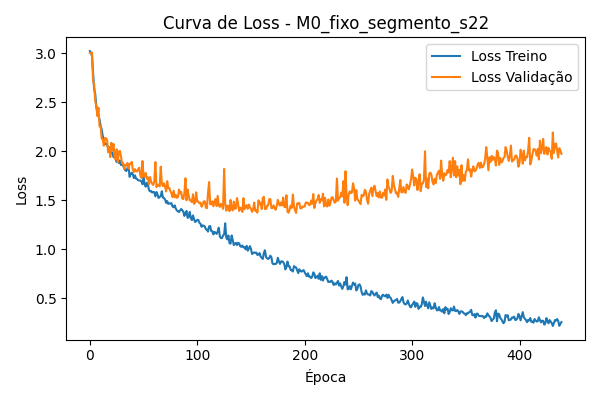 Curva de Loss - M0_fixo_segmento_s22
Loss Treino
Loss Validação
3.0
2.5
2.0
1.5
1.0
0.5
Loss
0 100 200 300 400
Época